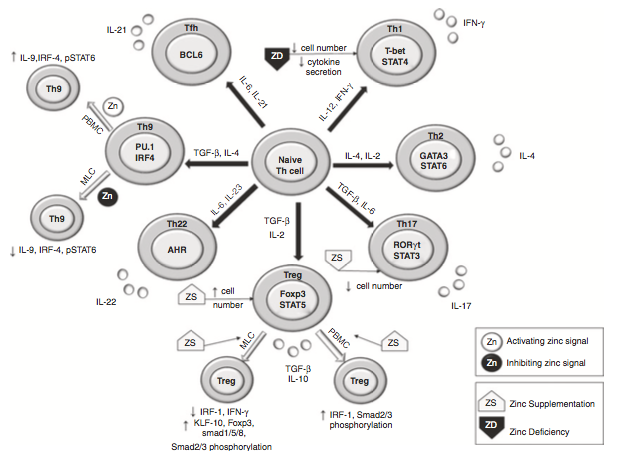 IL-21
Tfh
BCL6
Th1
T-bet
STAT4
IFN-γ
ZD
↓ cell number
↓ cytokine
secretion
↑ IL-9,IRF-4, pSTAT6
Th9
Zn
PBMC
IL-6, IL-21
IL-12, IFN-γ
Th9
PU.1
IRF4
TGF-β, IL-4
Naive
Th cell
IL-4, IL-2
Th2
GATA3
STAT6
IL-4
MLC
Zn
Th9
↓ IL-9, IRF-4, pSTAT6
IL-6, IL-23
Th22
AHR
IL-22
TGF-β
IL-2
TGF-β, IL-6
Th17
RORγt
STAT3
ZS
↓ cell number
IL-17
ZS
↑ cell
number
Treg
Foxp3
STAT5
ZS
MLC
TGF-β
IL-10
PBMC
ZS
Treg
↓ IRF-1, IFN-γ
↑ KLF-10, Foxp3,
smad1/5/8,
Smad2/3 phosphorylation
Treg
↑ IRF-1, Smad2/3
phosphorylation
Zn Activating zinc signal
Zn Inhibiting zinc signal
ZS Zinc Supplementation
ZD Zinc Deficiency